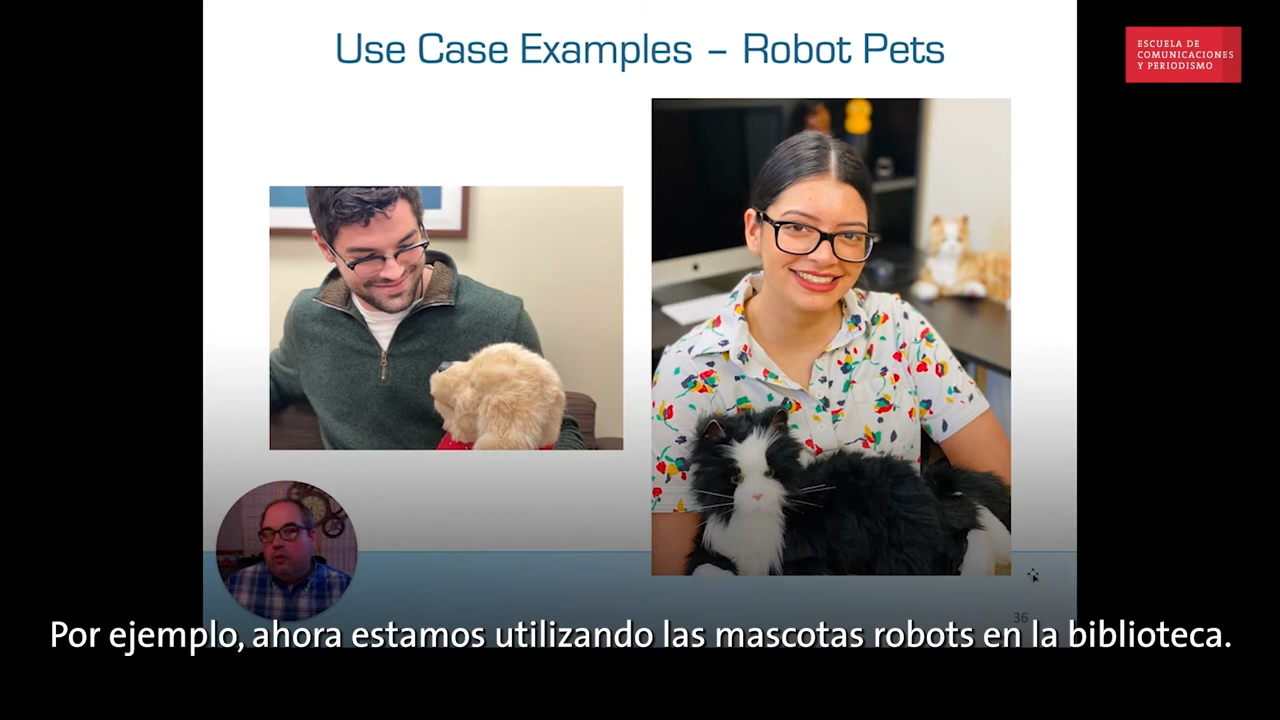 Use Case Examples – Robot Pets
ESCUELA DE
COMUNICACIONES
Y PERIODISMO
36
Por ejemplo, ahora estamos utilizando las mascotas robots en la biblioteca.